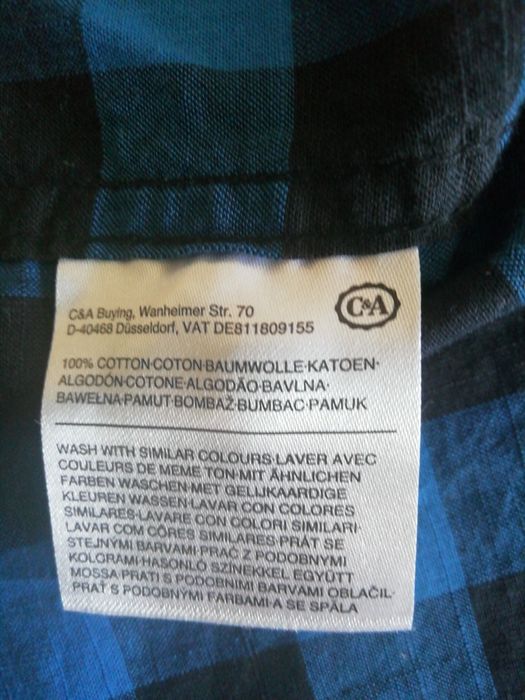 C&A Buying, Wanheimer Str. 70
D-40468 Düsseldorf, VAT DE811809155
C&A
100% COTTON·COTON·BAUMWOLLE·KATOEN·
ALGODÓN·COTONE·ALGODÃO·BAVLNA·
BAWEŁNA·PAMUT·BOMBAŽ·BUMBAC·PAMUK
WASH WITH SIMILAR COLOURS·LAVER AVEC
COULEURS DE MEME TON·MIT ÄHNLICHEN
FARBEN WASCHEN·MET GELIJKAARDIGE
KLEUREN WASSEN·LAVAR CON COLORES
SIMILARES·LAVARE CON COLORI SIMILARI·
LAVAR COM CÔRES SIMILARES·PRÁT SE
STEJNÝMI BARVAMI·PRAĆ Z PODOBNYMI
KOLORAMI·HASONLÓ SZÍNEKKEL EGYÜTT
MOSSA·PRATI S PODOBNIMI BARVAMI OBLAČIL·
PRAŤ S PODOBNÝMI FARBAMI·A SE SPĂLA